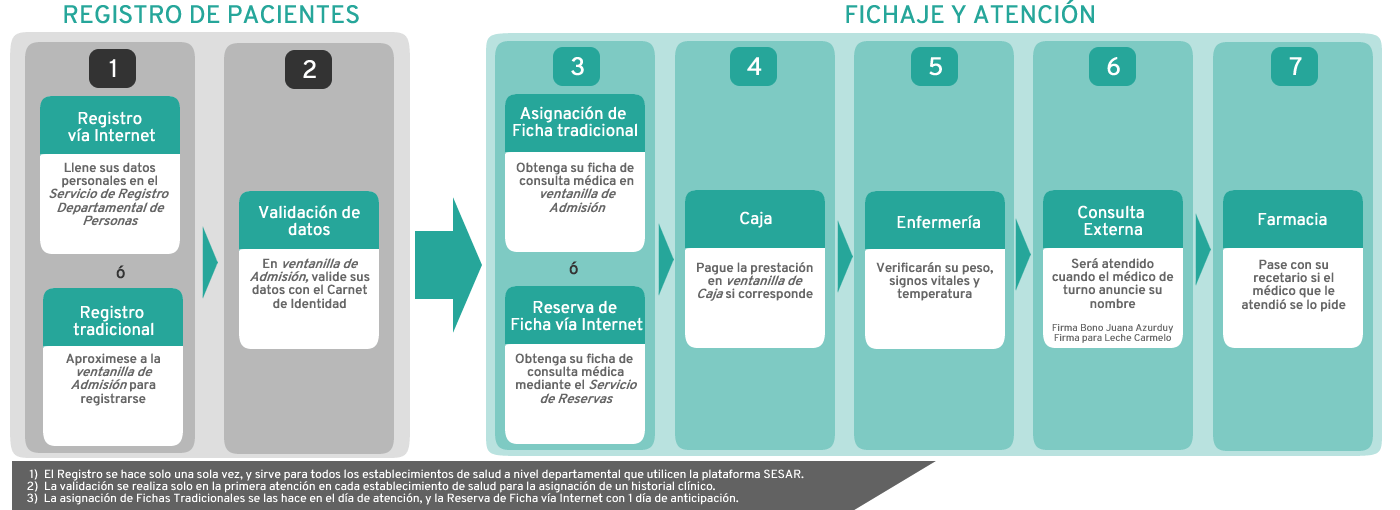 REGISTRO DE PACIENTES
1
Registro
vía Internet
Llene sus datos
personales en el
Servicio de Registro
Departamental de
Personas
ó
Registro
tradicional
Aproximese a la
ventanilla de
Admisión para
registrarse
2
Validación de
datos
En ventanilla de
Admisión, valide sus
datos con el Carnet
de Identidad
FICHAJE Y ATENCIÓN
3
Asignación de
Ficha tradicional
Obtenga su ficha de
consulta médica en
ventanilla de
Admisión
ó
Reserva de
Ficha vía Internet
Obtenga su ficha de
consulta médica
mediante el Servicio
de Reservas
4
Caja
Pague la prestación
en ventanilla de
Caja si corresponde
5
Enfermería
Verificarán su peso,
signos vitales y
temperatura
6
Consulta
Externa
Será atendido
cuando el médico de
turno anuncie su
nombre
Firma Bono Juana Azurduy
Firma para Leche Carmelo
7
Farmacia
Pase con su
recetario si el
médico que le
atendió se lo pide
1) El Registro se hace solo una sola vez, y sirve para todos los establecimientos de salud a nivel departamental que utilicen la plataforma SESAR.
2) La validación se realiza solo en la primera atención en cada establecimiento de salud para la asignación de un historial clínico.
3) La asignación de Fichas Tradicionales se las hace en el día de atención, y la Reserva de Ficha vía Internet con 1 día de anticipación.